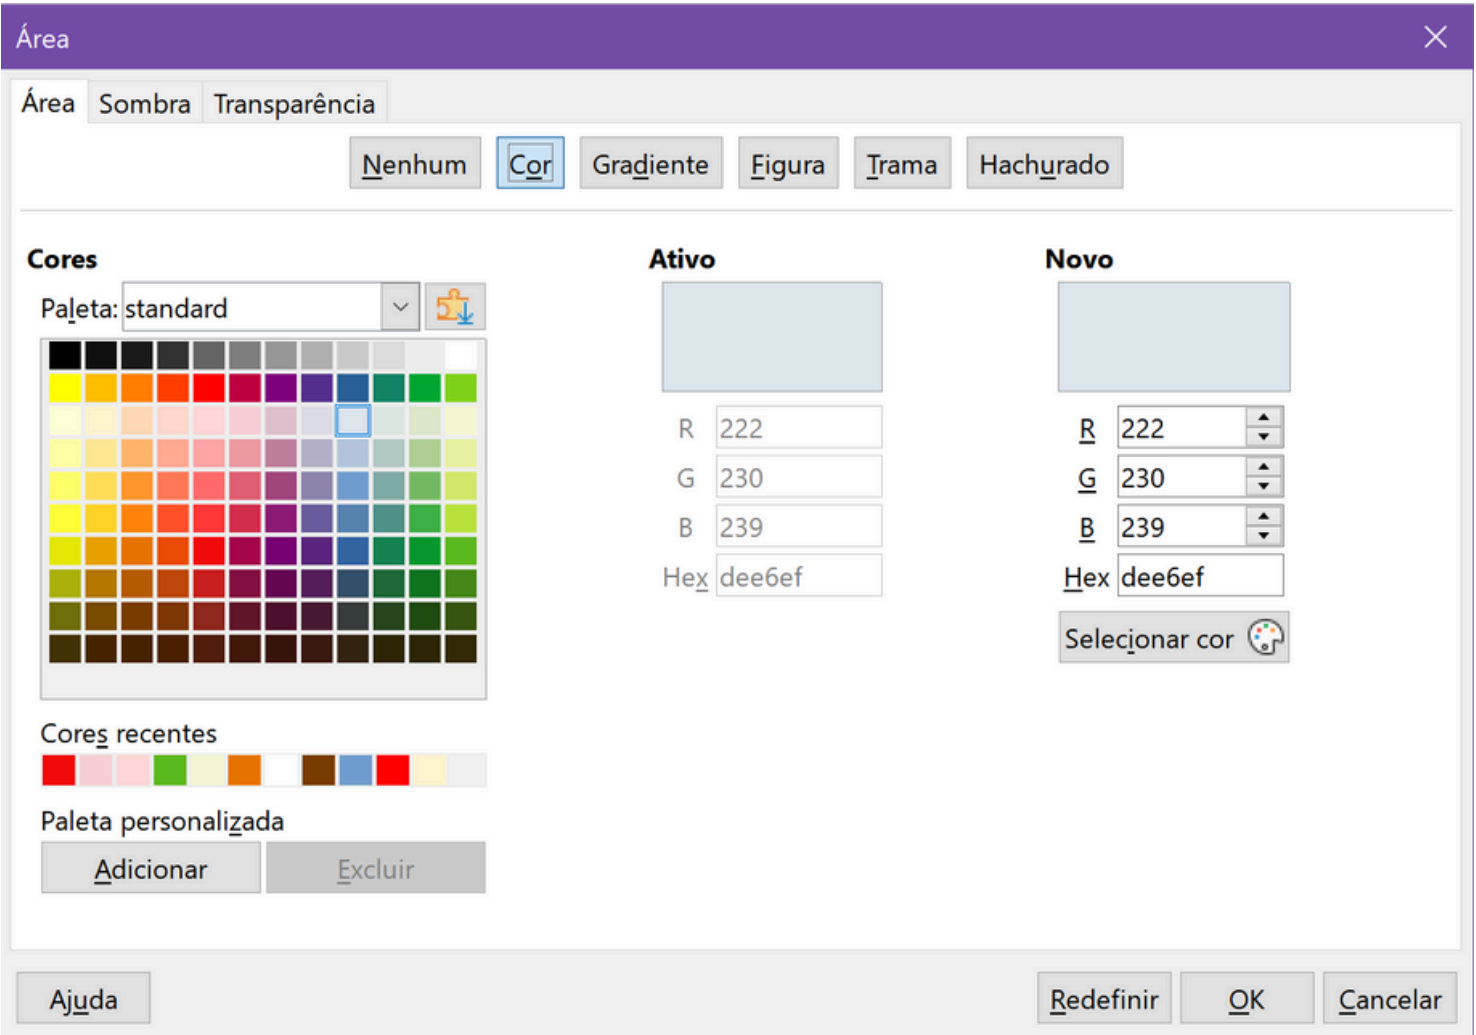 Área
Área Sombra Transparência
Nenhum Cor Gradiente Figura Trama Hachurado
Cores
Paleta: standard
Cores recentes
Paleta personalizada
Adicionar Excluir
Ativo
R 222
G 230
B 239
Hex dee6ef
Novo
R 222
G 230
B 239
Hex dee6ef
Selecionar cor
Ajuda Redefinir OK Cancelar